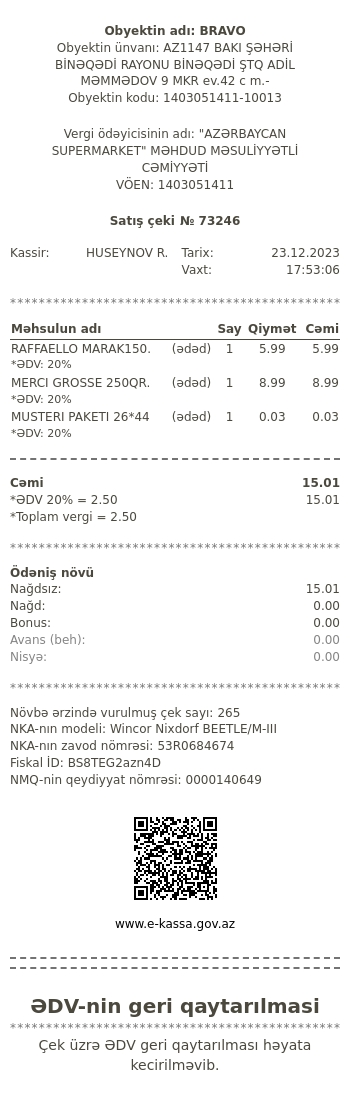 Obyektin adı: BRAVO
Obyektin ünvanı: AZ1147 BAKI ŞƏHƏRİ
BİNƏQƏDİ RAYONU BİNƏQƏDİ ŞTQ ADİL
MƏMMƏDOV 9 MKR ev.42 c m.-
Obyektin kodu: 1403051411-10013
Vergi ödəyicisinin adı: "AZƏRBAYCAN
SUPERMARKET" MƏHDUD MƏSULİYYƏTLİ
CƏMİYYƏTİ
VÖEN: 1403051411
Satış çeki № 73246
Kassir: HUSEYNOV R. Tarix: 23.12.2023
Vaxt: 17:53:06
************************************************
Məhsulun adı Say Qiymət Cəmi
RAFFAELLO MARAK150. (ədəd) 1 5.99 5.99
*ƏDV: 20%
MERCI GROSSE 250QR. (ədəd) 1 8.99 8.99
*ƏDV: 20%
MUSTERI PAKETI 26*44 (ədəd) 1 0.03 0.03
*ƏDV: 20%
Cəmi 15.01
*ƏDV 20% = 2.50 15.01
*Toplam vergi = 2.50
************************************************
Ödəniş növü
Nağdsız: 15.01
Nağd: 0.00
Bonus: 0.00
Avans (beh): 0.00
Nisyə: 0.00
************************************************
Növbə ərzində vurulmuş çek sayı: 265
NKA-nın modeli: Wincor Nixdorf BEETLE/M-III
NKA-nın zavod nömrəsi: 53R0684674
Fiskal İD: BS8TEG2azn4D
NMQ-nin qeydiyyat nömrəsi: 0000140649
www.e-kassa.gov.az
ƏDV-nin geri qaytarılması
************************************************
Çek üzrə ƏDV geri qaytarılması həyata
kecirilməvib.